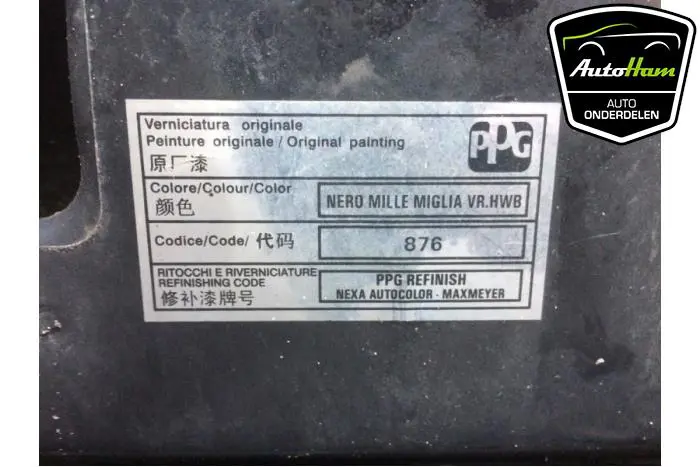 AutoHam
AUTO
ONDERDELEN
Verniciatura originale
Peinture originale / Original painting
原厂漆
PPG
Colore/Colour/Color
颜色
NERO MILLE MIGLIA VR.HWB
Codice/Code/ 代码
876
RITOCCHI E RIVERNICIATURE
REFINISHING CODE
修补漆牌号
PPG REFINISH
NEXA AUTOCOLOR - MAXMEYER